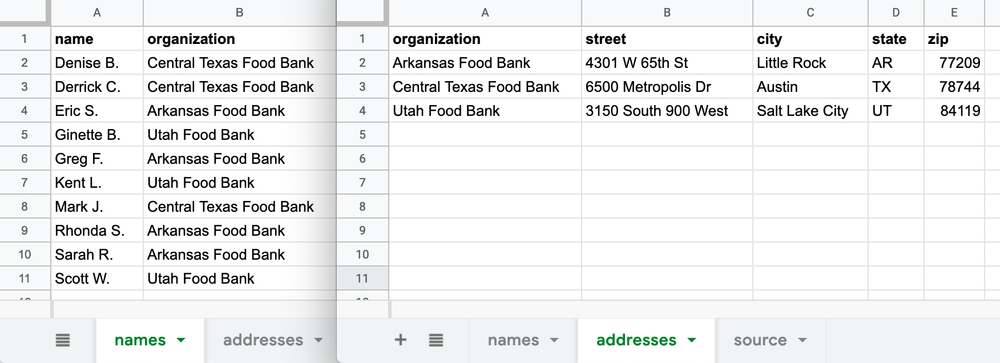 A B
1 name organization
2 Denise B. Central Texas Food Bank
3 Derrick C. Central Texas Food Bank
4 Eric S. Arkansas Food Bank
5 Ginette B. Utah Food Bank
6 Greg F. Arkansas Food Bank
7 Kent L. Utah Food Bank
8 Mark J. Central Texas Food Bank
9 Rhonda S. Arkansas Food Bank
10 Sarah R. Arkansas Food Bank
11 Scott W. Utah Food Bank
names addresses
A B C D E
1 organization street city state zip
2 Arkansas Food Bank 4301 W 65th St Little Rock AR 77209
3 Central Texas Food Bank 6500 Metropolis Dr Austin TX 78744
4 Utah Food Bank 3150 South 900 West Salt Lake City UT 84119
5
6
7
8
9
10
11
+ names addresses source